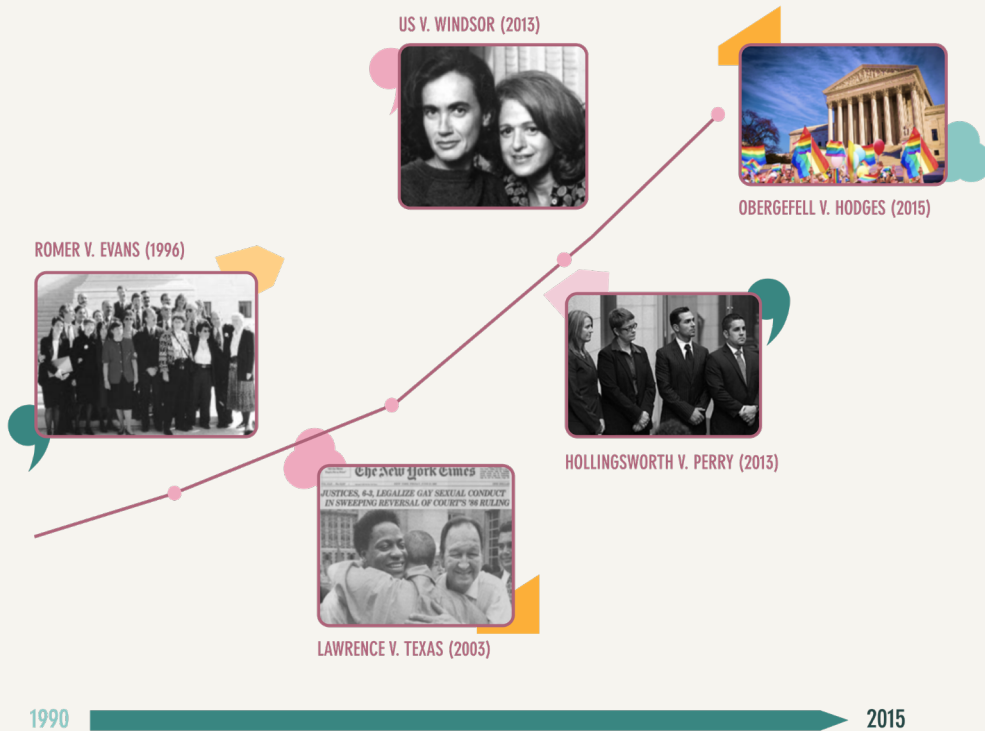 US V. WINDSOR (2013)
OBERGEFELL V. HODGES (2015)
ROMER V. EVANS (1996)
HOLLINGSWORTH V. PERRY (2013)
The New York Times
JUSTICES, 6-3, LEGALIZE GAY SEXUAL CONDUCT
IN SWEEPING REVERSAL OF COURT'S '86 RULING
LAWRENCE V. TEXAS (2003)
1990
2015